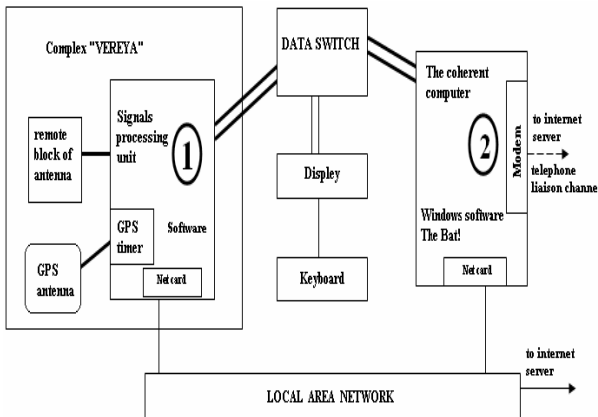 Complex "VEREYA"
remote
block of
antenna
Signals
processing
unit
1
GPS
timer
Software
GPS
antenna
Netcard
DATA SWITCH
Displey
Keyboard
The coherent
computer
2
Modem
Windows software
The Bat!
Netcard
to internet
server
telephone
liaison channe
to internet
server
LOCAL AREA NETWORK